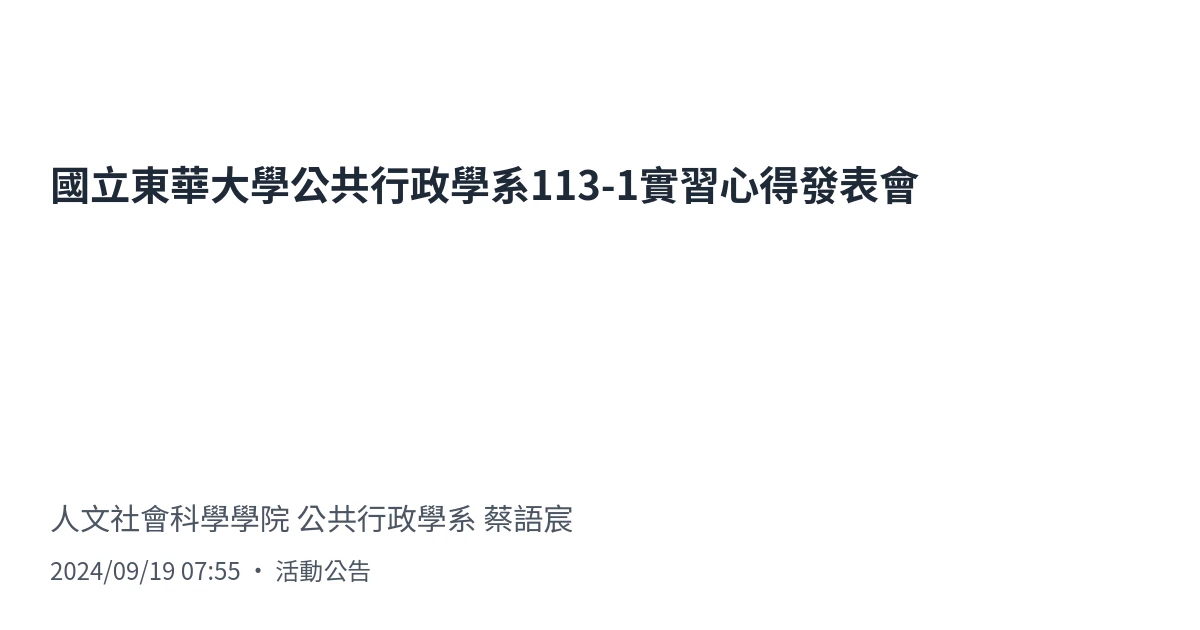 國立東華大學公共行政學系113-1實習心得發表會
人文社會科學學院 公共行政學系 蔡語宸
2024/09/19 07:55 • 活動公告